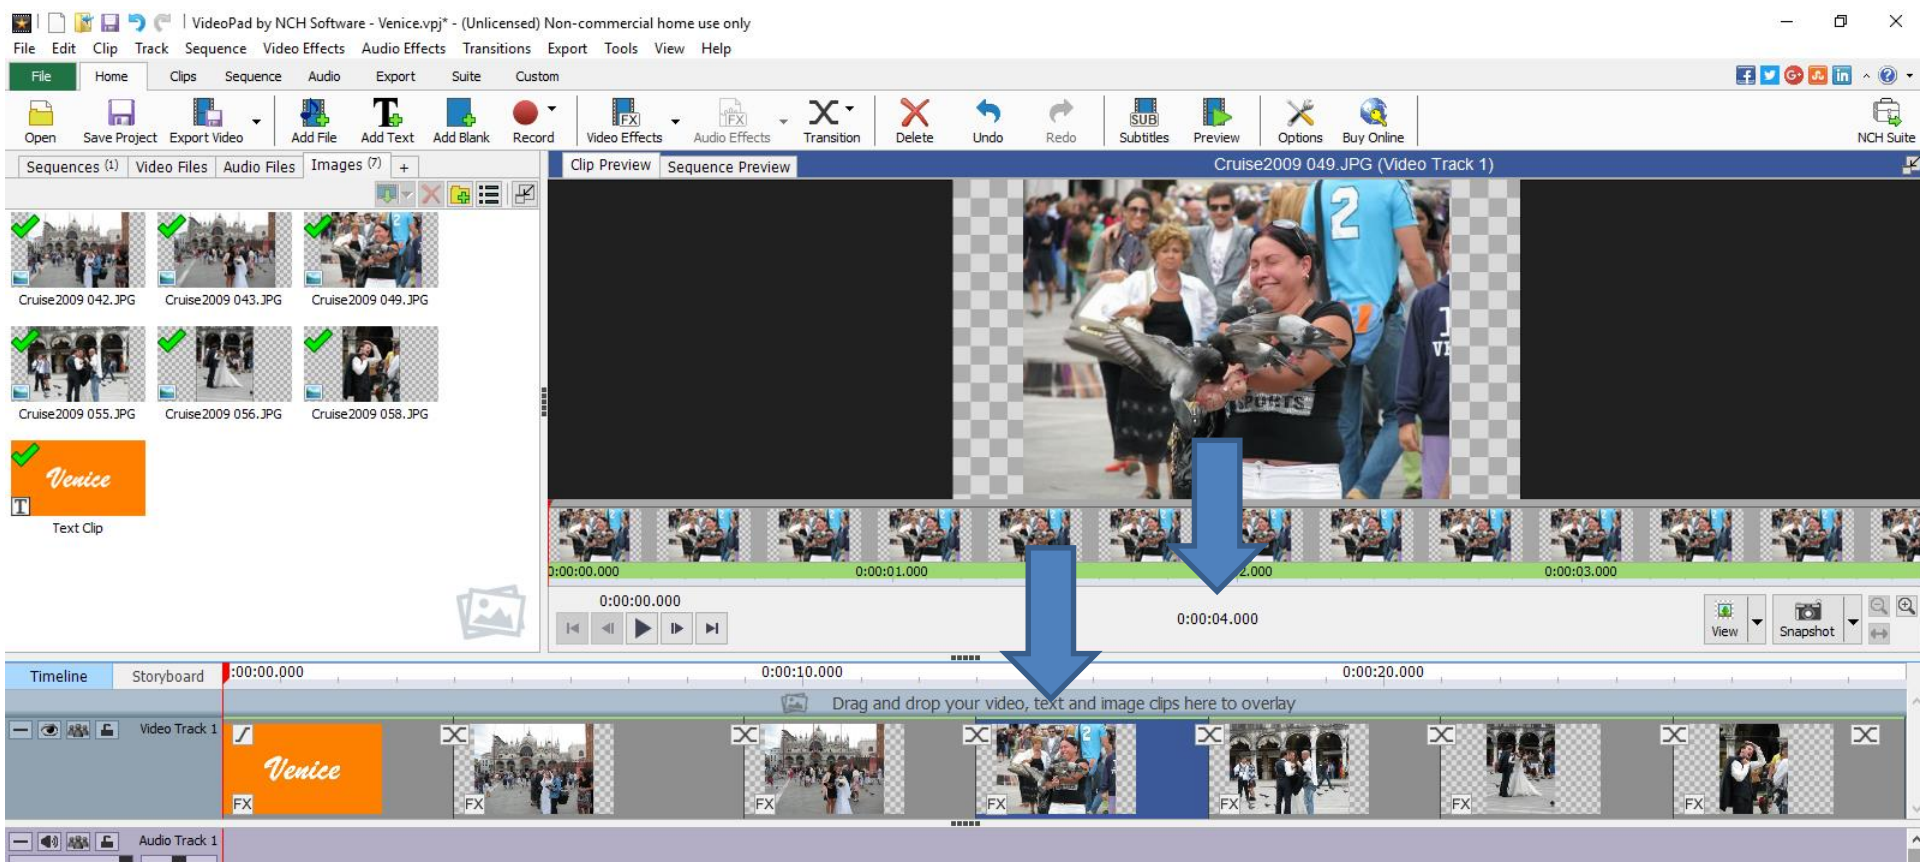 VideoPad by NCH Software - Venice.vpj* - (Unlicensed) Non-commercial home use only
File Edit Clip Track Sequence Video Effects Audio Effects Transitions Export Tools View Help
File Home Clips Sequence Audio Export Suite Custom
Open Save Project Export Video Add File Add Text Add Blank Record Video Effects Audio Effects Transition Delete Undo Redo Subtitles Preview Options Buy Online NCH Suite
Sequences (1) Video Files Audio Files Images (7) +
Clip Preview Sequence Preview Cruise2009 049.JPG (Video Track 1)
Cruise2009 042.JPG Cruise2009 043.JPG Cruise2009 049.JPG
Cruise2009 055.JPG Cruise2009 056.JPG Cruise2009 058.JPG
Venice
T
Text Clip
2
SPORTS
0:00:00.000 0:00:01.000 2.000 0:00:03.000
0:00:00.000
0:00:04.000
View Snapshot
Timeline Storyboard :00:00.000 0:00:10.000 0:00:20.000
Drag and drop your video, text and image clips here to overlay
Video Track 1
Venice
FX FX FX FX FX FX FX
Audio Track 1